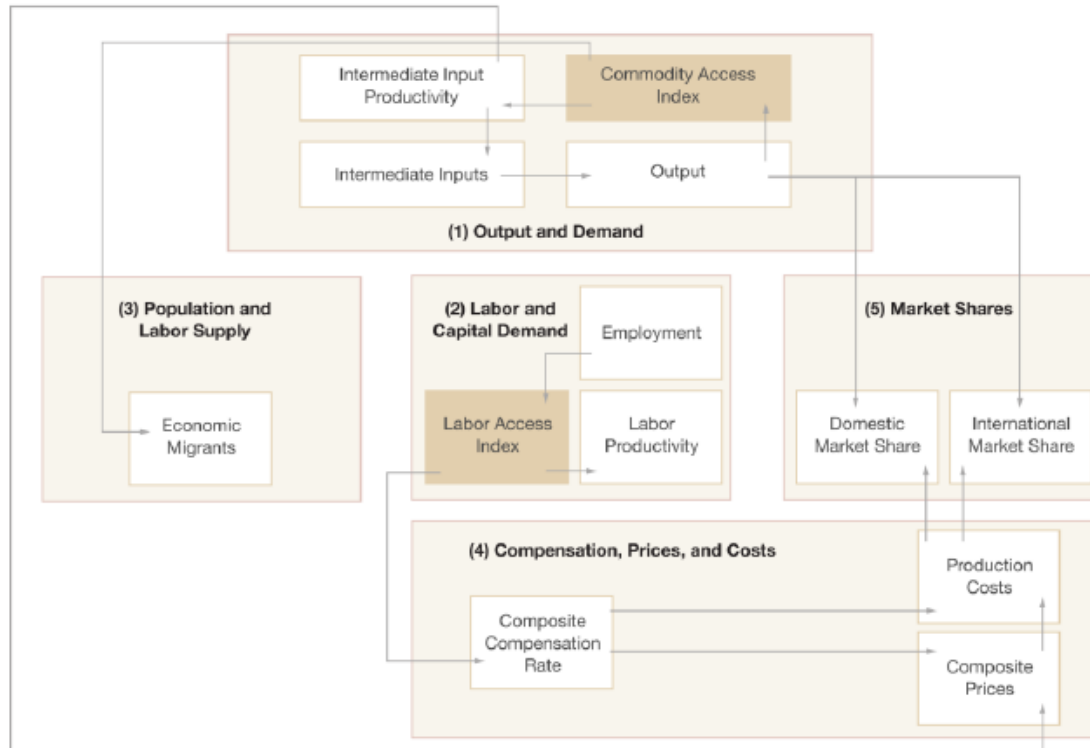 Intermediate Input
Productivity
Commodity Access
Index
Intermediate Inputs
Output
(1) Output and Demand
(3) Population and
Labor Supply
Economic
Migrants
(2) Labor and
Capital Demand
Employment
Labor Access
Index
Labor
Productivity
(5) Market Shares
Domestic
Market Share
International
Market Share
(4) Compensation, Prices, and Costs
Composite
Compensation
Rate
Production
Costs
Composite
Prices